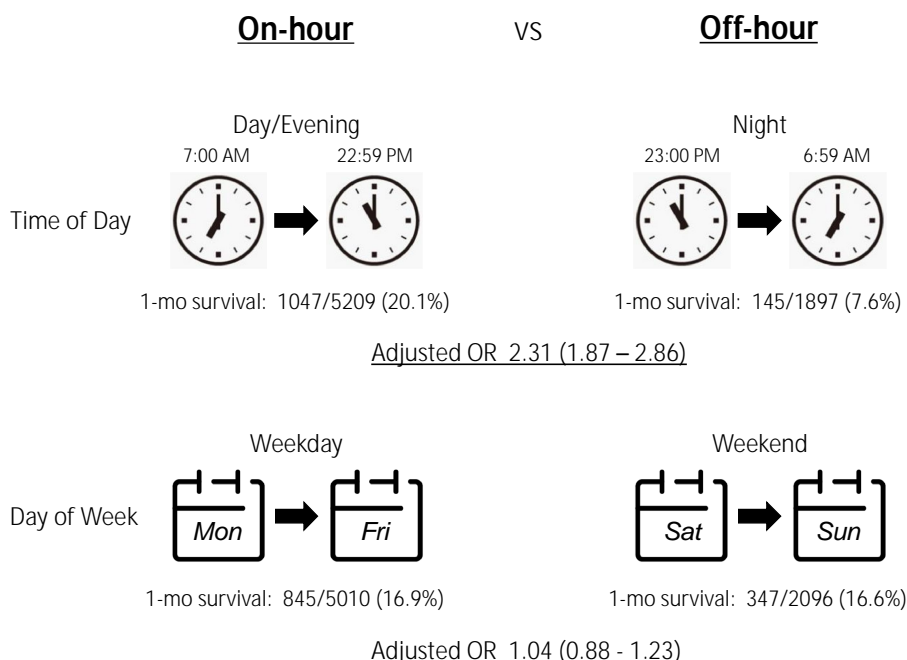 On-hour vs Off-hour
Day/Evening Night
7:00 AM 22:59 PM 23:00 PM 6:59 AM
Time of Day
1-mo survival: 1047/5209 (20.1%) 1-mo survival: 145/1897 (7.6%)
Adjusted OR 2.31 (1.87 – 2.86)
Weekday Weekend
Day of Week Mon Fri Sat Sun
1-mo survival: 845/5010 (16.9%) 1-mo survival: 347/2096 (16.6%)
Adjusted OR 1.04 (0.88 - 1.23)